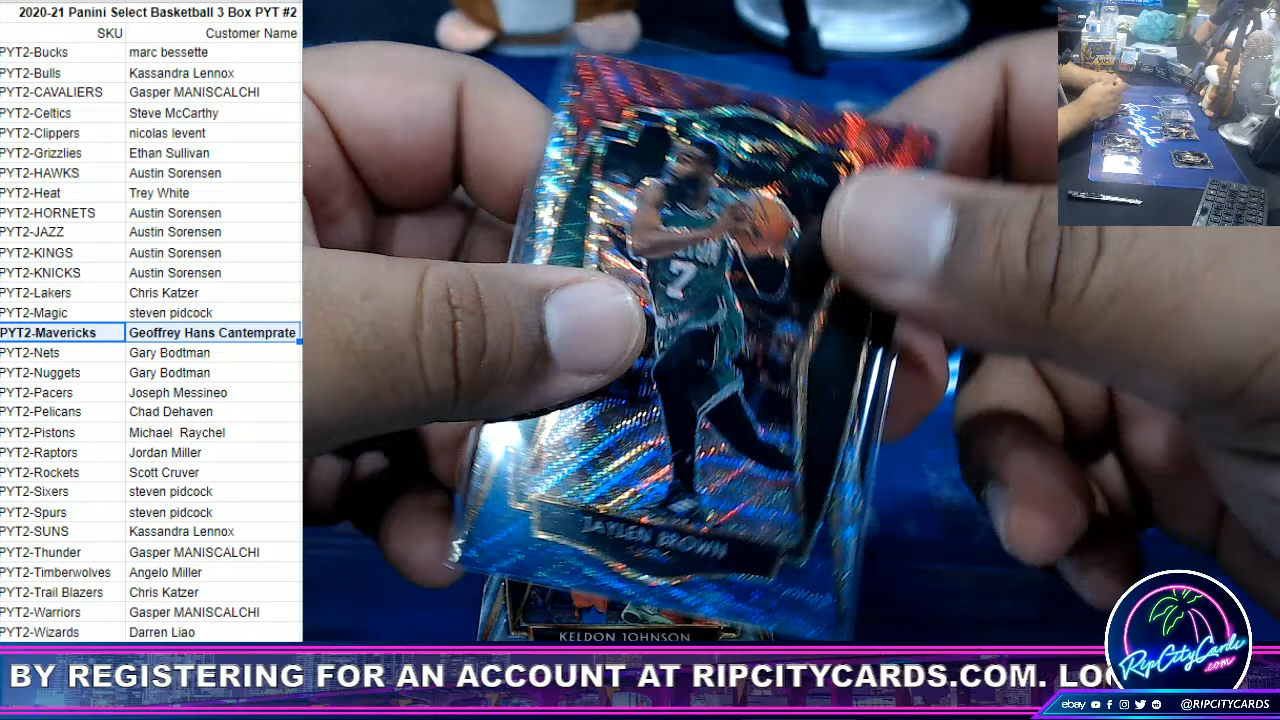 2020-21 Panini Select Basketball 3 Box PYT #2
SKU Customer Name
PYT2-Bucks marc bessette
PYT2-Bulls Kassandra Lennox
PYT2-CAVALIERS Gasper MANISCALCHI
PYT2-Celtics Steve McCarthy
PYT2-Clippers nicolas levent
PYT2-Grizzlies Ethan Sullivan
PYT2-HAWKS Austin Sorensen
PYT2-Heat Trey White
PYT2-HORNETS Austin Sorensen
PYT2-JAZZ Austin Sorensen
PYT2-KINGS Austin Sorensen
PYT2-KNICKS Austin Sorensen
PYT2-Lakers Chris Katzer
PYT2-Magic steven pidcock
PYT2-Mavericks Geoffrey Hans Cantemprate
PYT2-Nets Gary Bodtman
PYT2-Nuggets Gary Bodtman
PYT2-Pacers Joseph Messineo
PYT2-Pelicans Chad Dehaven
PYT2-Pistons Michael Raychel
PYT2-Raptors Jordan Miller
PYT2-Rockets Scott Cruver
PYT2-Sixers steven pidcock
PYT2-Spurs steven pidcock
PYT2-SUNS Kassandra Lennox
PYT2-Thunder Gasper MANISCALCHI
PYT2-Timberwolves Angelo Miller
PYT2-Trail Blazers Chris Katzer
PYT2-Warriors Gasper MANISCALCHI
PYT2-Wizards Darren Liao
7
JAYLEN BROWN
KELDON JOHNSON
BY REGISTERING FOR AN ACCOUNT AT RIPCITYCARDS.COM. LO
RipCityCards
.com
ebay @RIPCITYCARDS